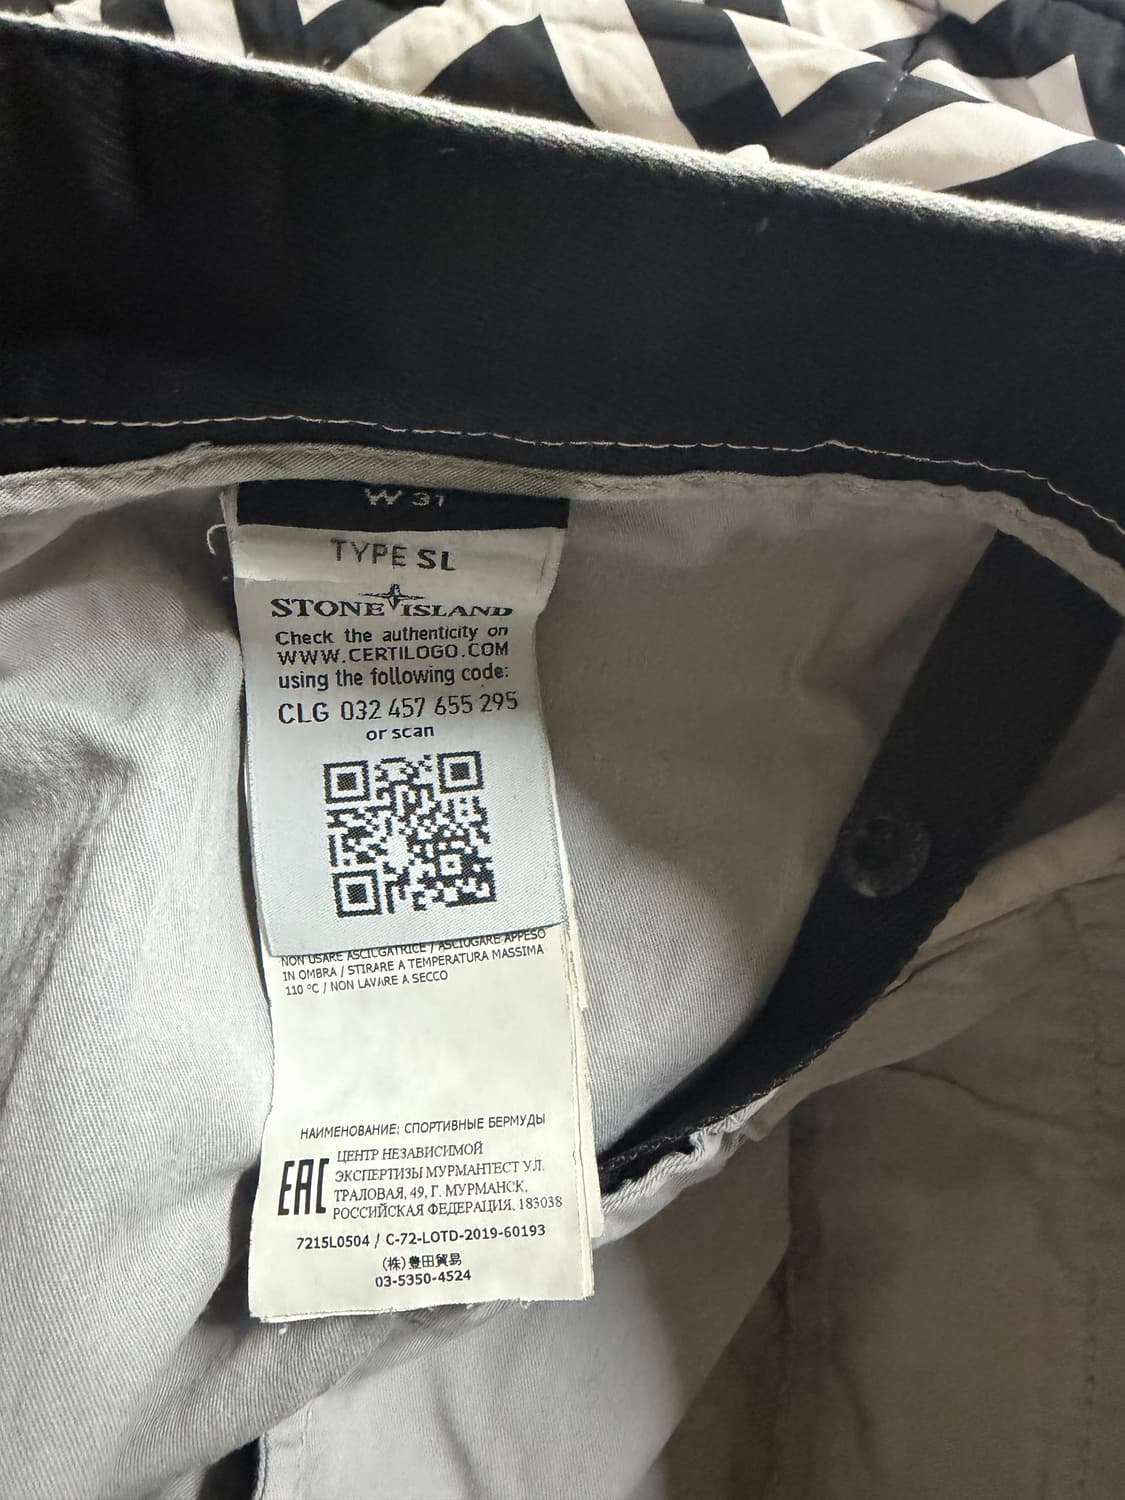 W 31
TYPE SL
STONE ISLAND
Check the authenticity on
WWW.CERTILOGO.COM
using the following code:
CLG 032 457 655 295
or scan
NON USARE ASCIUGATRICE / ASCIUGARE APPESO
IN OMBRA / STIRARE A TEMPERATURA MASSIMA
110 °C / NON LAVARE A SECCO
НАИМЕНОВАНИЕ: СПОРТИВНЫЕ БЕРМУДЫ
EAC
ЦЕНТР НЕЗАВИСИМОЙ
ЭКСПЕРТИЗЫ МУРМАНТЕСТ УЛ.
ТРАЛОВАЯ, 49, Г. МУРМАНСК,
РОССИЙСКАЯ ФЕДЕРАЦИЯ, 183038
7215L0504 / C-72-LOTD-2019-60193
(株)豊田貿易
03-5350-4524